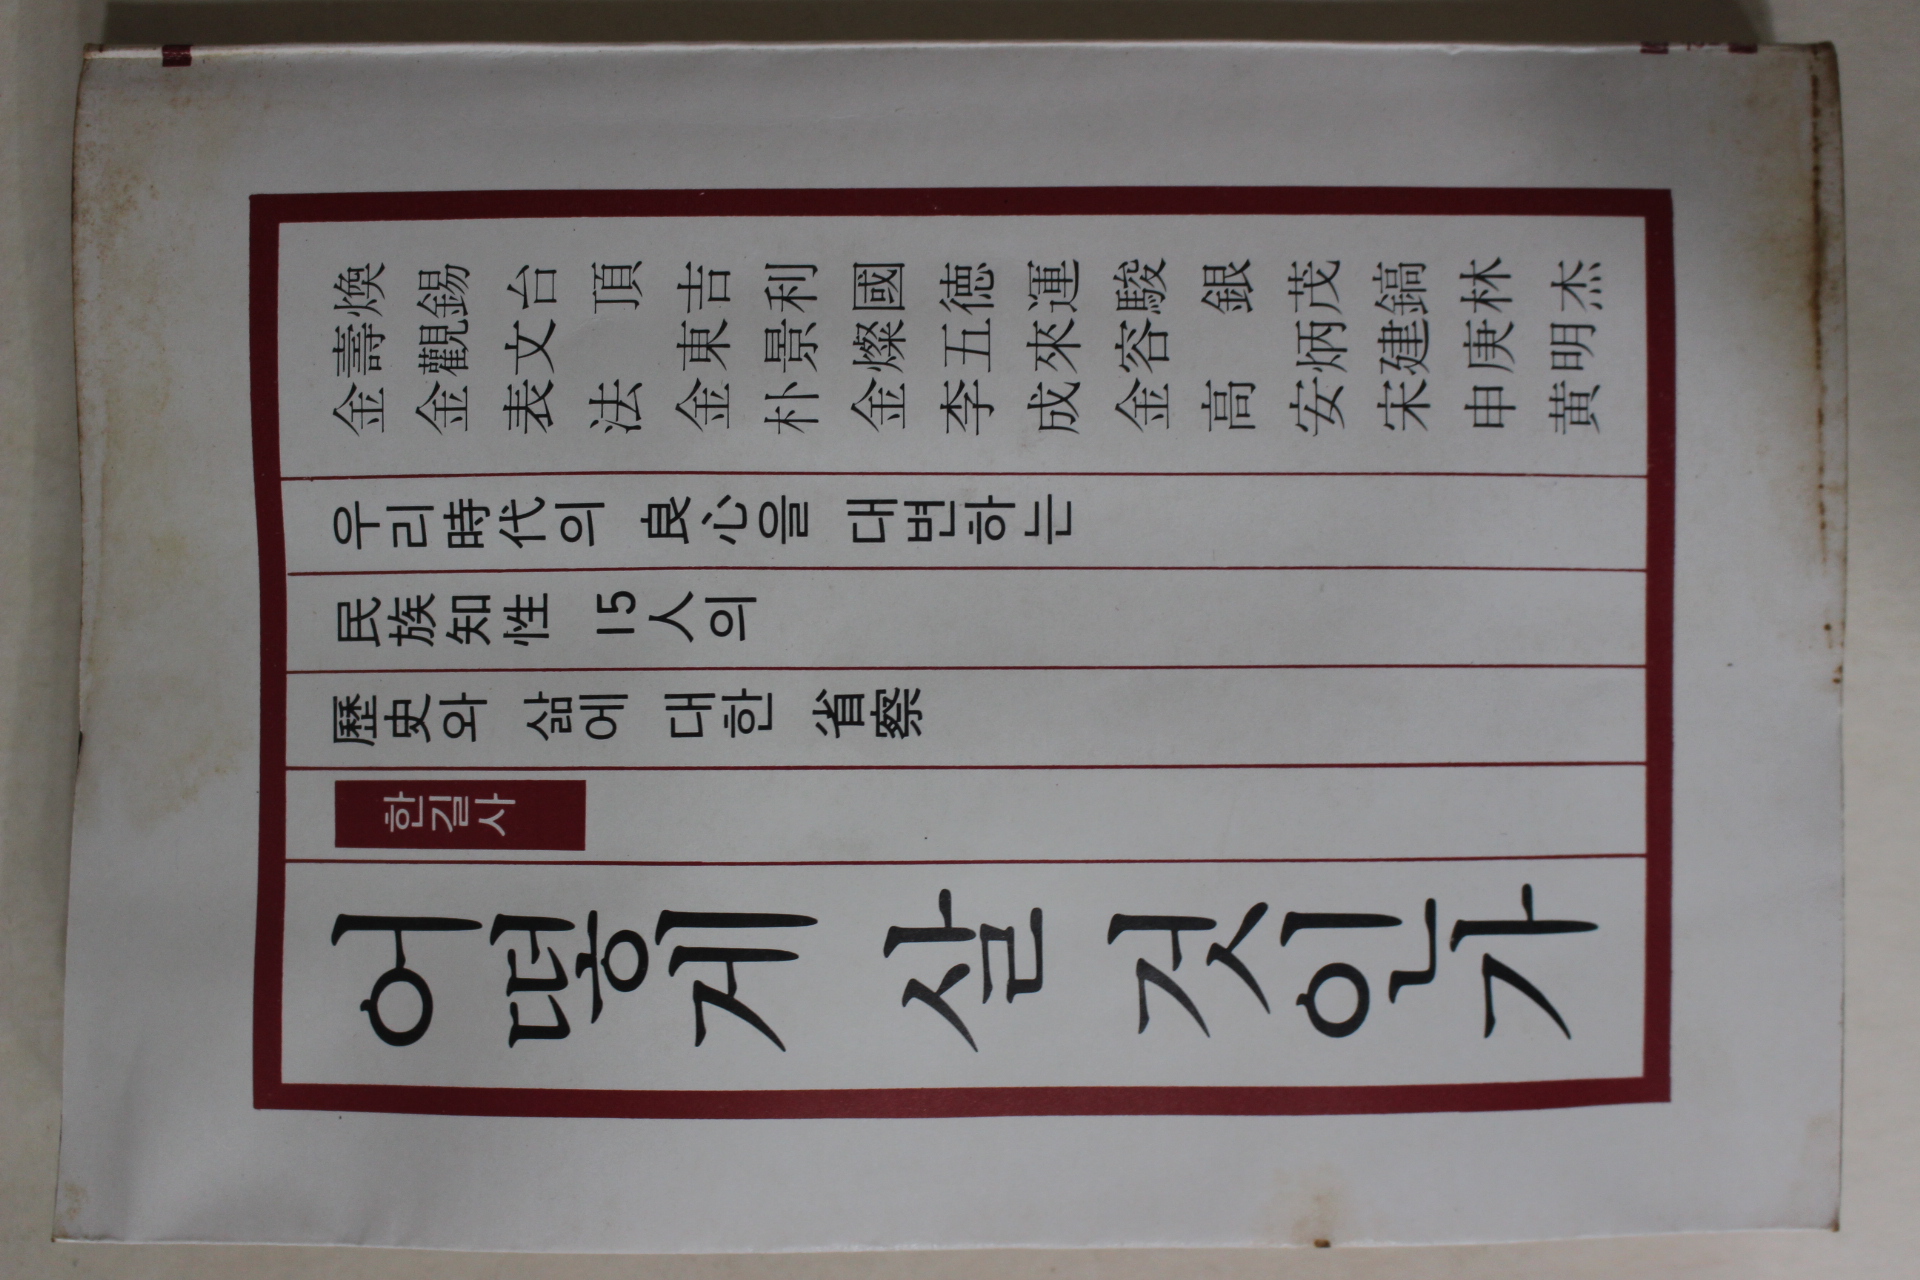 金壽煥
金觀錫
表文台
法 頂
金東吉
朴景利
金燦國
李五德
成來運
金容駿
高 銀
安炳茂
宋建鎬
申庚林
黃明杰
우리時代의 良心을 대변하는
民族知性 15人의
歷史와 삶에 대한 省察
한길사
어떻게 살 것인가